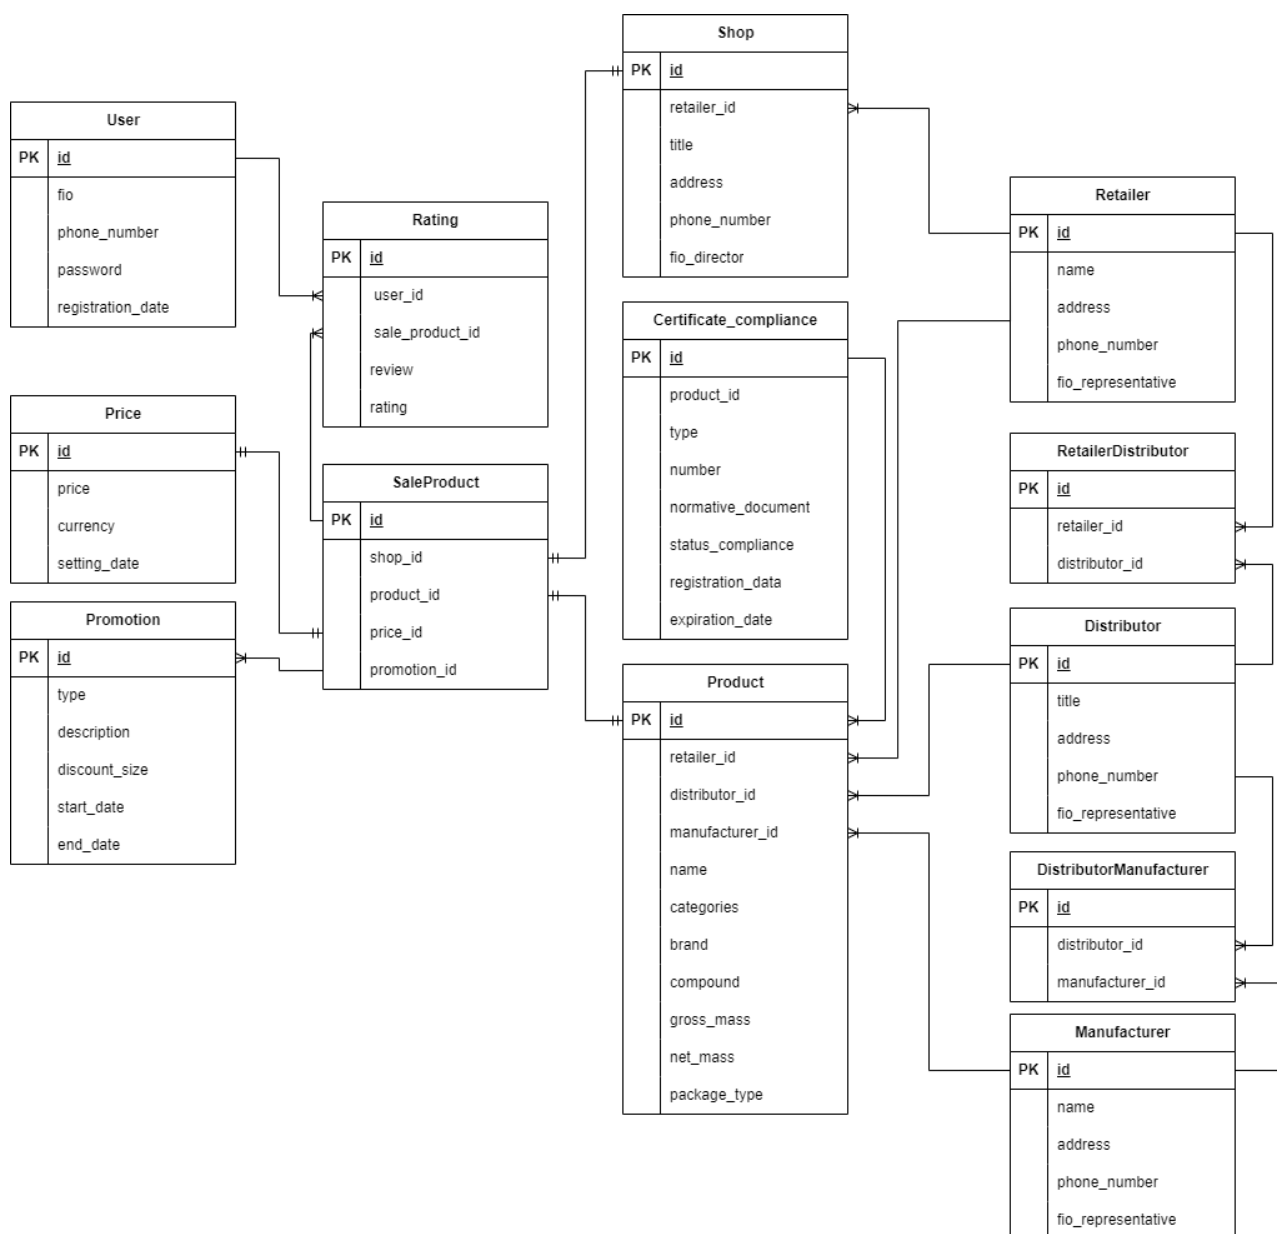 User
PK id
fio
phone_number
password
registration_date
Price
PK id
price
currency
setting_date
Promotion
PK id
type
description
discount_size
start_date
end_date
Rating
PK id
user_id
sale_product_id
review
rating
SaleProduct
PK id
shop_id
product_id
price_id
promotion_id
Shop
PK id
retailer_id
title
address
phone_number
fio_director
Certificate_compliance
PK id
product_id
type
number
normative_document
status_compliance
registration_data
expiration_date
Product
PK id
retailer_id
distributor_id
manufacturer_id
name
categories
brand
compound
gross_mass
net_mass
package_type
Retailer
PK id
name
address
phone_number
fio_representative
RetailerDistributor
PK id
retailer_id
distributor_id
Distributor
PK id
title
address
phone_number
fio_representative
DistributorManufacturer
PK id
distributor_id
manufacturer_id
Manufacturer
PK id
name
address
phone_number
fio_representative